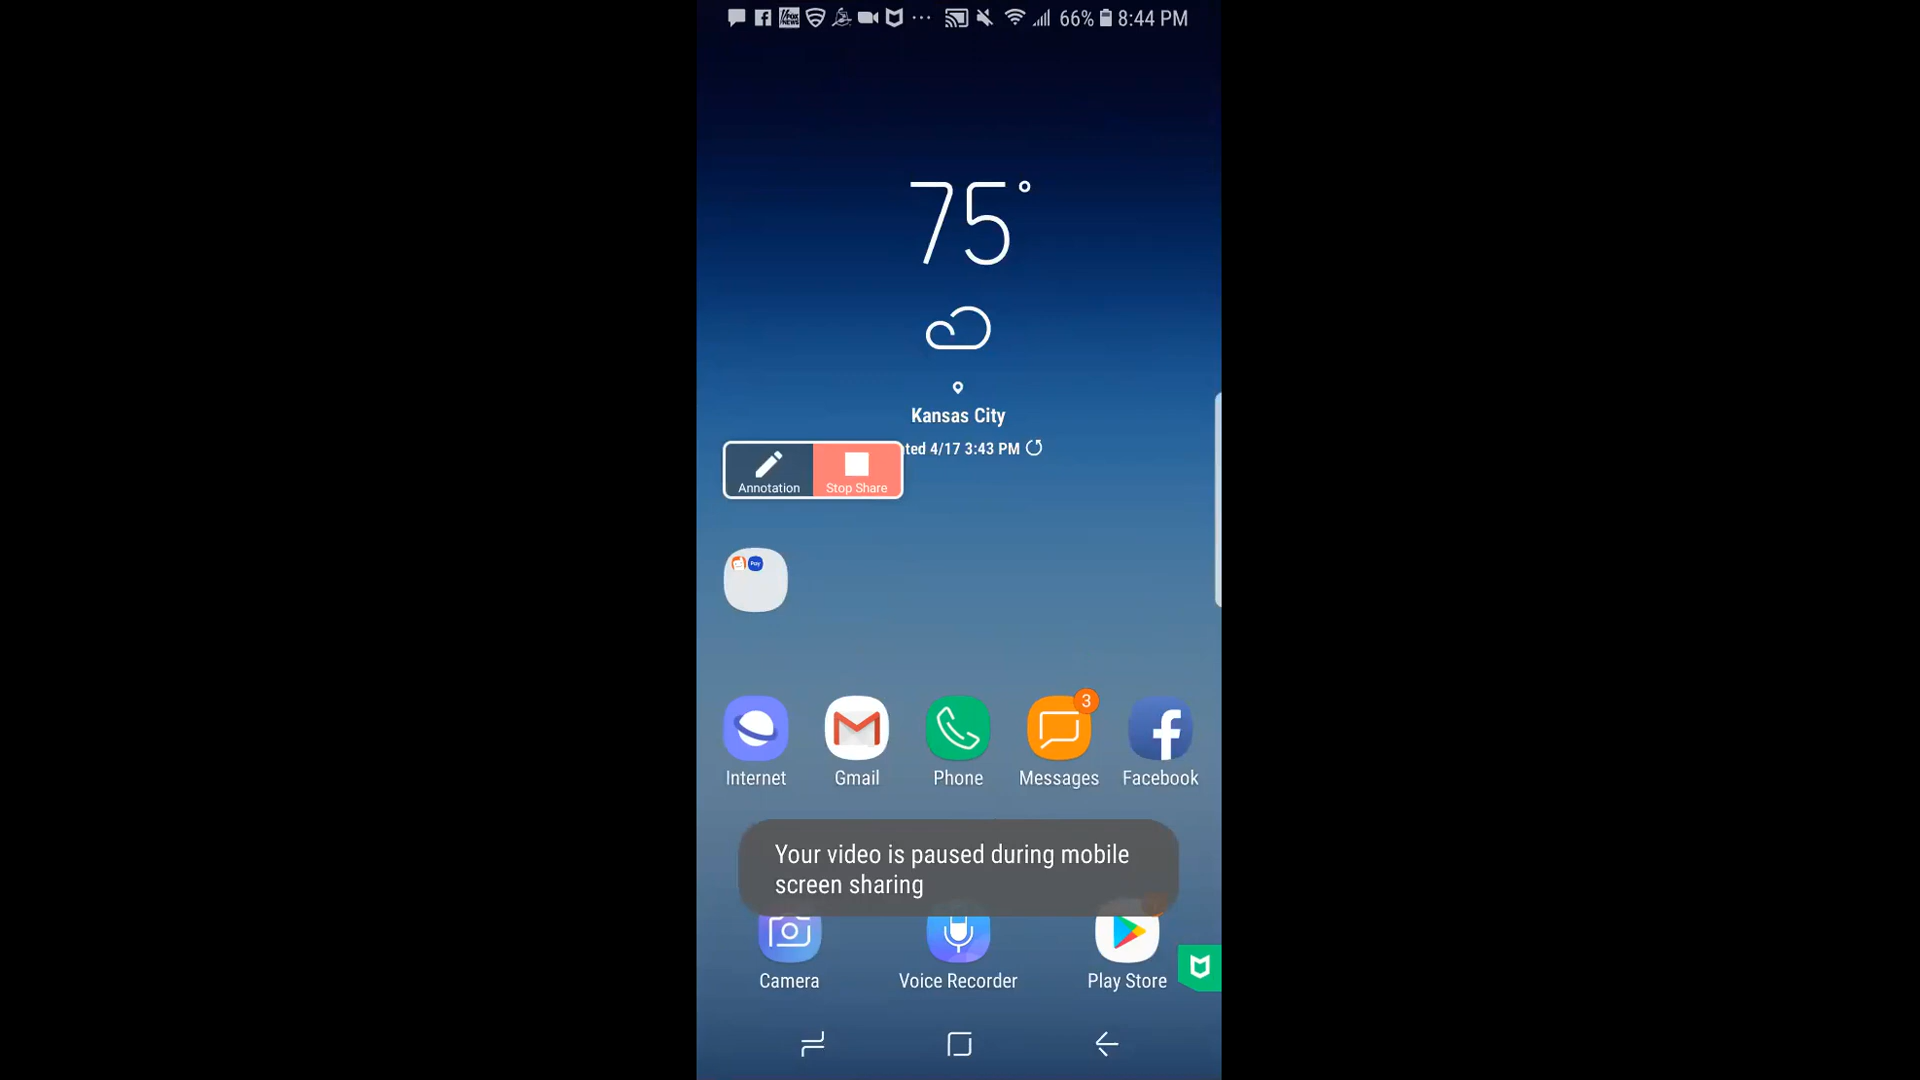 66% 8:44 PM
75°
Kansas City
ted 4/17 3:43 PM
Annotation
Stop Share
Pay
3
Internet
Gmail
Phone
Messages
Facebook
Your video is paused during mobile
screen sharing
Camera
Voice Recorder
Play Store